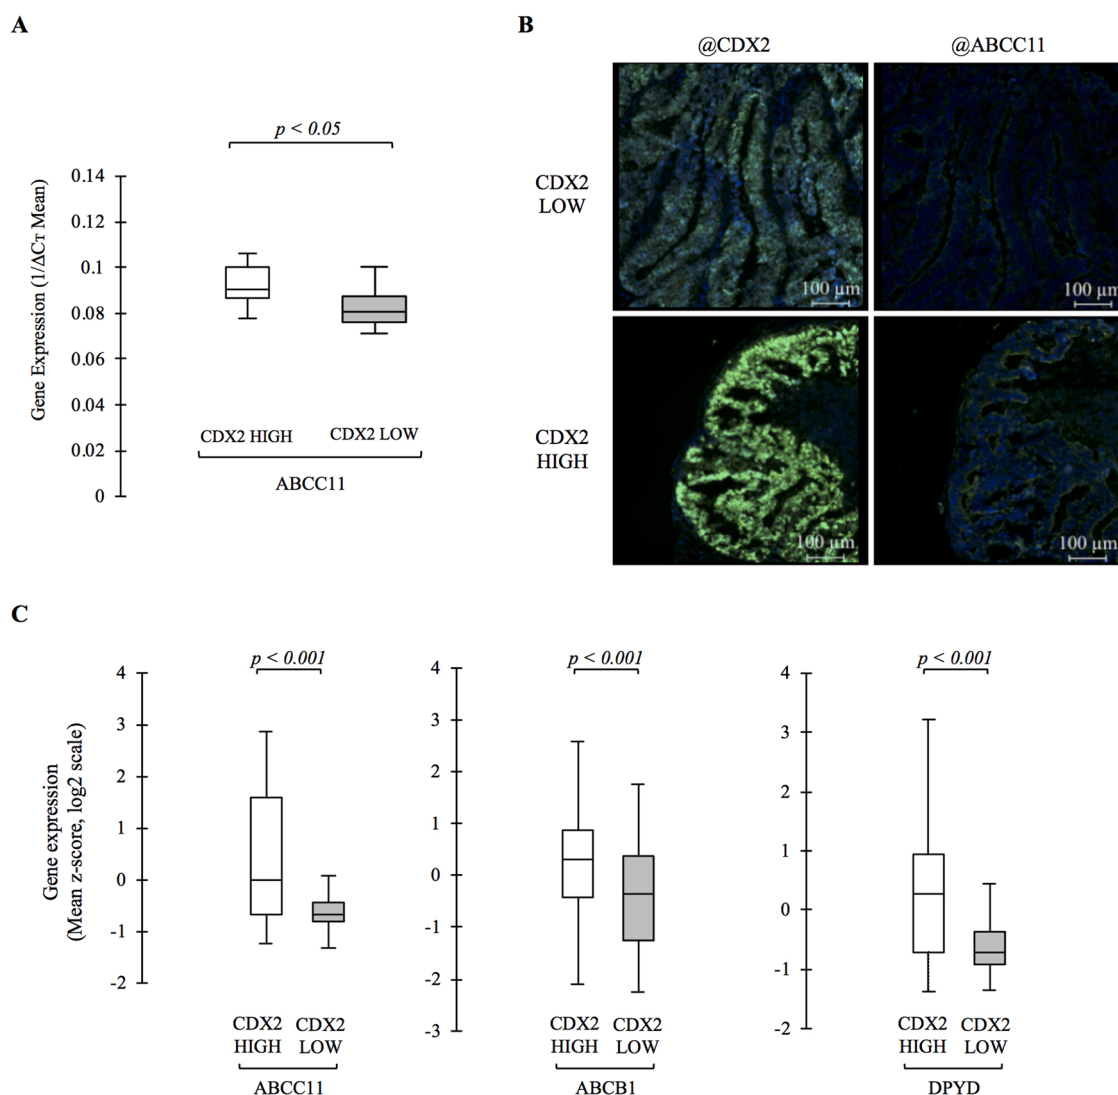 A
p < 0.05
Gene Expression (1/ΔCT Mean)
0.14
0.12
0.1
0.08
0.06
0.04
0.02
0
CDX2 HIGH
CDX2 LOW
ABCC11
B
@CDX2
@ABCC11
CDX2
LOW
100 µm
100 µm
CDX2
HIGH
100 µm
100 µm
C
Gene expression
(Mean z-score, log2 scale)
p < 0.001
4
3
2
1
0
-1
-2
CDX2
HIGH
CDX2
LOW
ABCC11
p < 0.001
4
3
2
1
0
-1
-2
-3
CDX2
HIGH
CDX2
LOW
ABCB1
p < 0.001
4
3
2
1
0
-1
-2
CDX2
HIGH
CDX2
LOW
DPYD